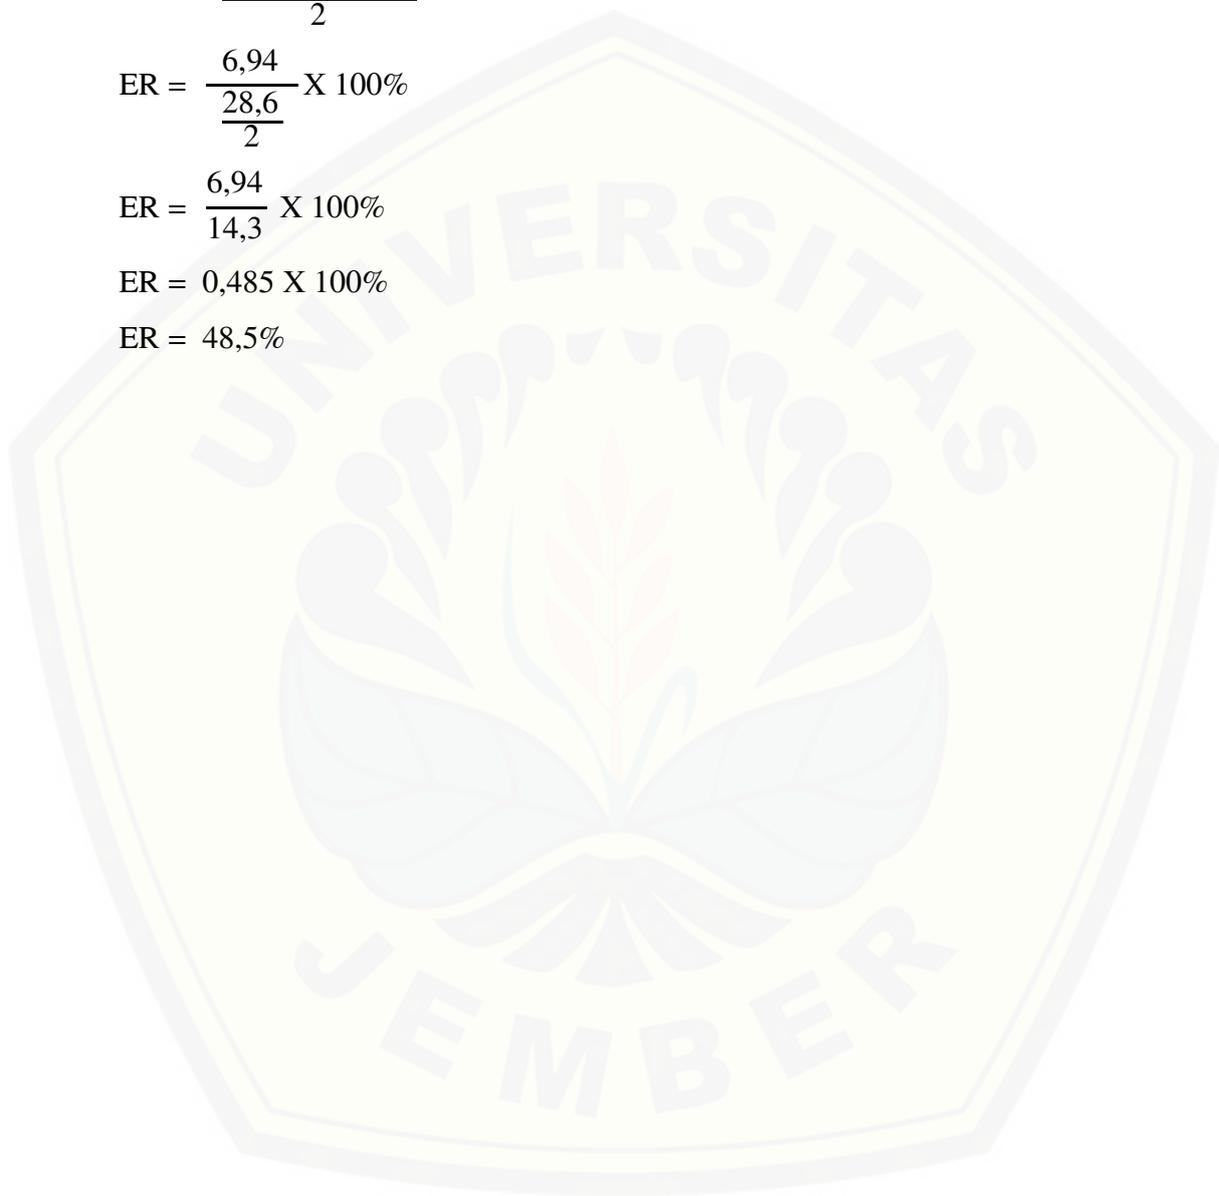 2
ER = 6,94 X 100%
28,6
2
ER = 6,94 X 100%
14,3
ER = 0,485 X 100%
ER = 48,5%
UNIVERSITAS
JEMBER